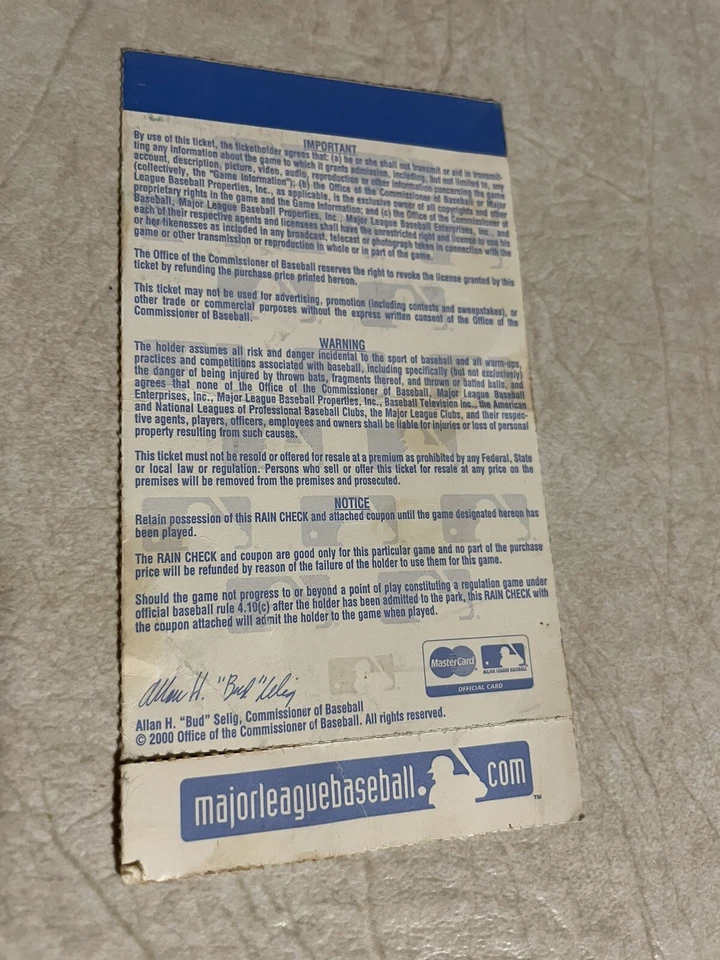 IMPORTANT
By use of this ticket, the ticketholder agrees that: (a) he or she shall not transmit or aid in transmit-
ting any information about the game to which it grants admission, including, but not limited to, any
account, description, picture, video, audio, reproduction or other information concerning the game
(collectively, the "Game Information"); (b) the Office of the Commissioner of Baseball or Major
League Baseball Properties, Inc., as applicable, is the exclusive owner of all copyrights and other
proprietary rights in the game and the Game Information; and (c) the Office of the Commissioner of
Baseball, Major League Baseball Properties, Inc., Major League Baseball Enterprises, Inc., and
each of their respective agents and licensees shall have the unrestricted right and license to use his
or her likenesses as included in any broadcast, telecast or photograph taken in connection with the
game or other transmission or reproduction in whole or in part of the game.
The Office of the Commissioner of Baseball reserves the right to revoke the license granted by this
ticket by refunding the purchase price printed hereon.
This ticket may not be used for advertising, promotion (including contests and sweepstakes), or
other trade or commercial purposes without the express written consent of the Office of the
Commissioner of Baseball.
WARNING
The holder assumes all risk and danger incidental to the sport of baseball and all warm-ups,
practices and competitions associated with baseball, including specifically (but not exclusively)
the danger of being injured by thrown bats, fragments thereof, and thrown or batted balls, and
agrees that none of the Office of the Commissioner of Baseball, Major League Baseball
Enterprises, Inc., Major League Baseball Properties, Inc., Baseball Television Inc., the American
and National Leagues of Professional Baseball Clubs, the Major League Clubs, and their respec-
tive agents, players, officers, employees and owners shall be liable for injuries or loss of personal
property resulting from such causes.
This ticket must not be resold or offered for resale at a premium as prohibited by any Federal, State
or local law or regulation. Persons who sell or offer this ticket for resale at any price on the
premises will be removed from the premises and prosecuted.
NOTICE
Retain possession of this RAIN CHECK and attached coupon until the game designated hereon has
been played.
The RAIN CHECK and coupon are good only for this particular game and no part of the purchase
price will be refunded by reason of the failure of the holder to use them for this game.
Should the game not progress to or beyond a point of play constituting a regulation game under
official baseball rule 4.10(c) after the holder has been admitted to the park, this RAIN CHECK with
the coupon attached will admit the holder to the game when played.
MasterCard
MAJOR LEAGUE BASEBALL
OFFICIAL CARD
Allan H. "Bud" Selig
Allan H. "Bud" Selig, Commissioner of Baseball
© 2000 Office of the Commissioner of Baseball. All rights reserved.
majorleaguebaseball.com™